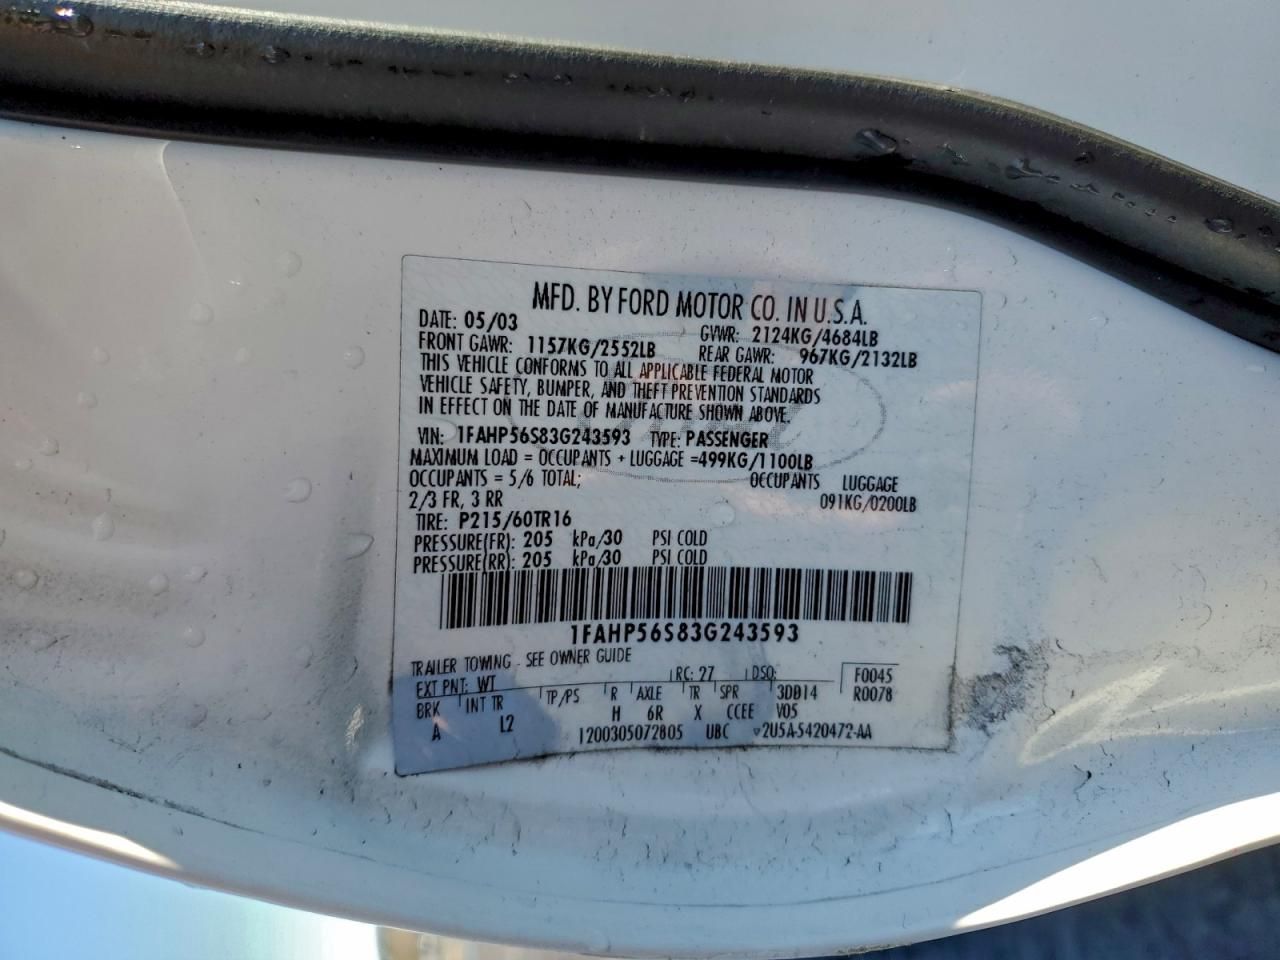 MFD. BY FORD MOTOR CO. IN U.S.A.
DATE: 05/03 GVWR: 2124KG/4684LB
FRONT GAWR: 1157KG/2552LB REAR GAWR: 967KG/2132LB
THIS VEHICLE CONFORMS TO ALL APPLICABLE FEDERAL MOTOR
VEHICLE SAFETY, BUMPER, AND THEFT PREVENTION STANDARDS
IN EFFECT ON THE DATE OF MANUFACTURE SHOWN ABOVE.
VIN: 1FAHP56S83G243593 TYPE: PASSENGER
MAXIMUM LOAD = OCCUPANTS + LUGGAGE =499KG/1100LB
OCCUPANTS = 5/6 TOTAL; OCCUPANTS LUGGAGE
2/3 FR, 3 RR 091KG/0200LB
TIRE: P215/60TR16
PRESSURE(FR): 205 kPa/30 PSI COLD
PRESSURE(RR): 205 kPa/30 PSI COLD
1FAHP56S83G243593
TRAILER TOWING - SEE OWNER GUIDE
EXT PNT: WT RC: 27 DSO: F0045
BRK INT TR TP/PS R AXLE TR SPR 3DB14 R0078
A L2 H 6R X CCEE V05
1200305072805 UBC 2U5A-5420472-AA